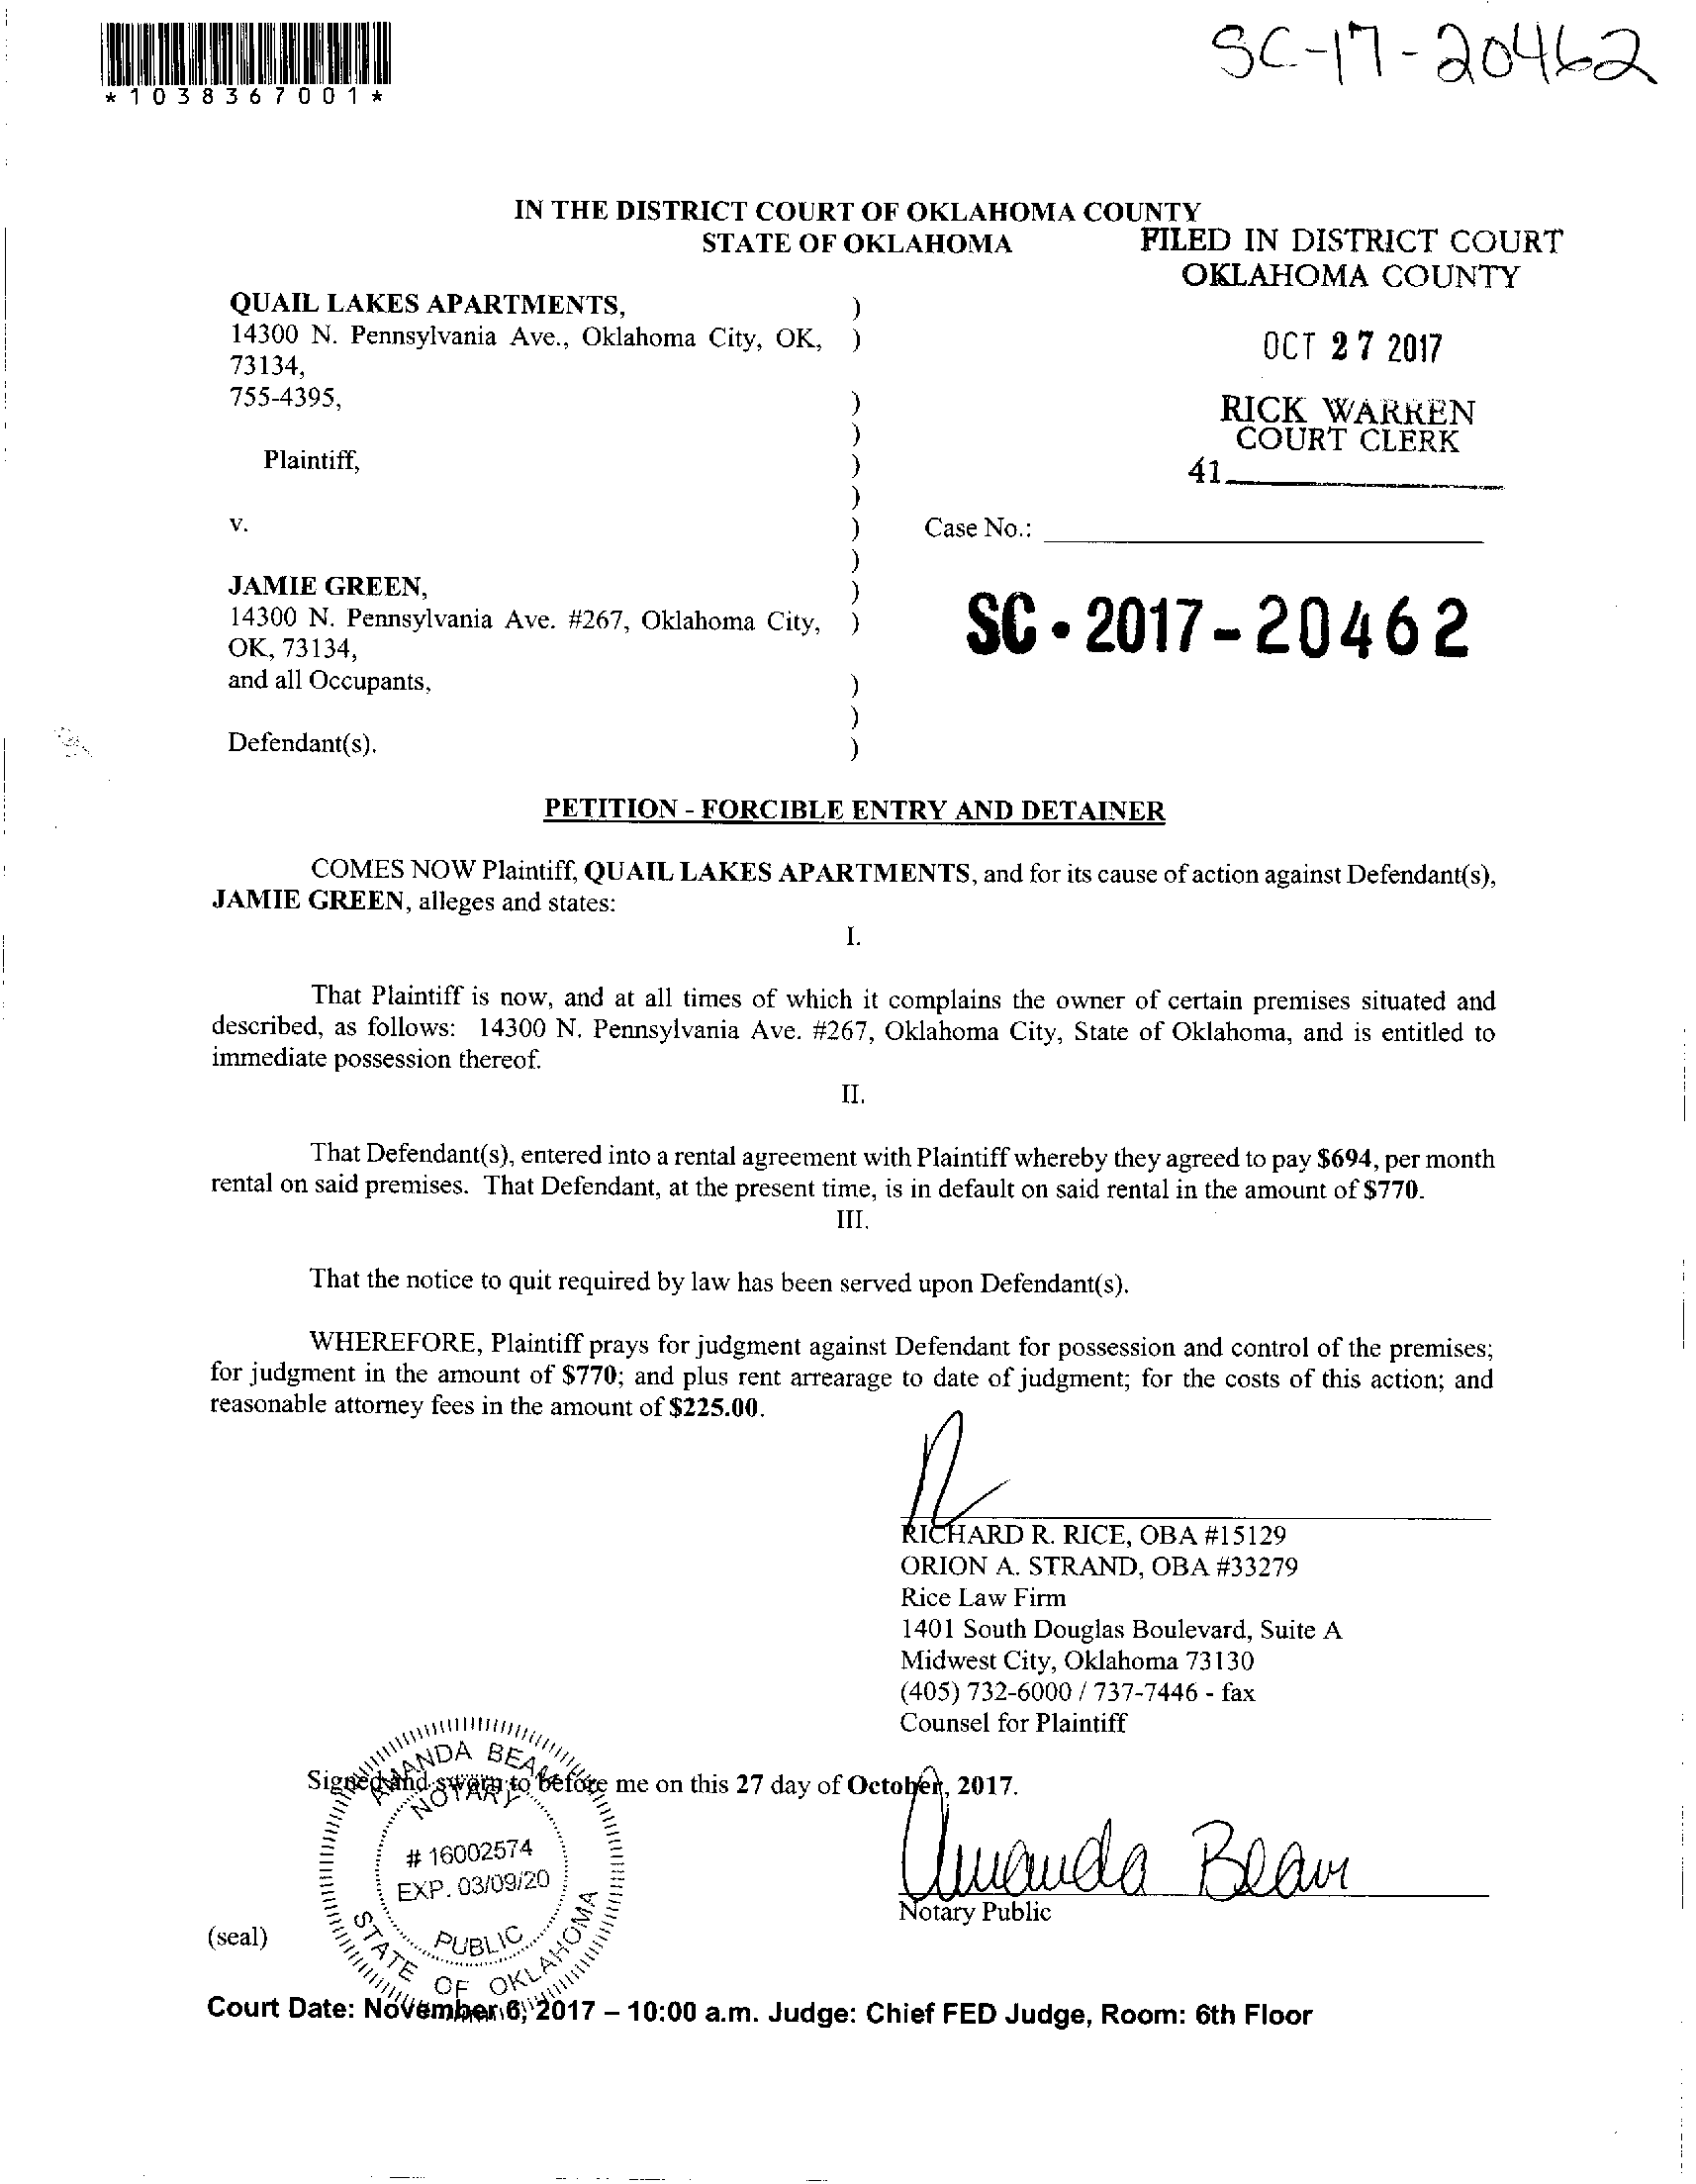 SC-17-20462
*1038367001*
IN THE DISTRICT COURT OF OKLAHOMA COUNTY
STATE OF OKLAHOMA
FILED IN DISTRICT COURT
OKLAHOMA COUNTY
OCT 27 2017
RICK WARREN
COURT CLERK
41
QUAIL LAKES APARTMENTS, )
14300 N. Pennsylvania Ave., Oklahoma City, OK, )
73134,
755-4395, )
)
Plaintiff, )
)
v. ) Case No.:
)
JAMIE GREEN, )
14300 N. Pennsylvania Ave. #267, Oklahoma City, )
OK, 73134,
and all Occupants, )
)
Defendant(s). )
SC-2017-20462
PETITION - FORCIBLE ENTRY AND DETAINER
COMES NOW Plaintiff, QUAIL LAKES APARTMENTS, and for its cause of action against Defendant(s),
JAMIE GREEN, alleges and states:
I.
That Plaintiff is now, and at all times of which it complains the owner of certain premises situated and
described, as follows: 14300 N. Pennsylvania Ave. #267, Oklahoma City, State of Oklahoma, and is entitled to
immediate possession thereof.
II.
That Defendant(s), entered into a rental agreement with Plaintiff whereby they agreed to pay $694, per month
rental on said premises. That Defendant, at the present time, is in default on said rental in the amount of $770.
III.
That the notice to quit required by law has been served upon Defendant(s).
WHEREFORE, Plaintiff prays for judgment against Defendant for possession and control of the premises;
for judgment in the amount of $770; and plus rent arrearage to date of judgment; for the costs of this action; and
reasonable attorney fees in the amount of $225.00.
RICHARD R. RICE, OBA #15129
ORION A. STRAND, OBA #33279
Rice Law Firm
1401 South Douglas Boulevard, Suite A
Midwest City, Oklahoma 73130
(405) 732-6000 / 737-7446 - fax
Counsel for Plaintiff
Signed and sworn to before me on this 27 day of October, 2017.
AMANDA BEAM
NOTARY
# 16002574
EXP. 03/09/20
PUBLIC
STATE OF OKLAHOMA
Amanda Beam
Notary Public
(seal)
Court Date: November 6, 2017 – 10:00 a.m. Judge: Chief FED Judge, Room: 6th Floor